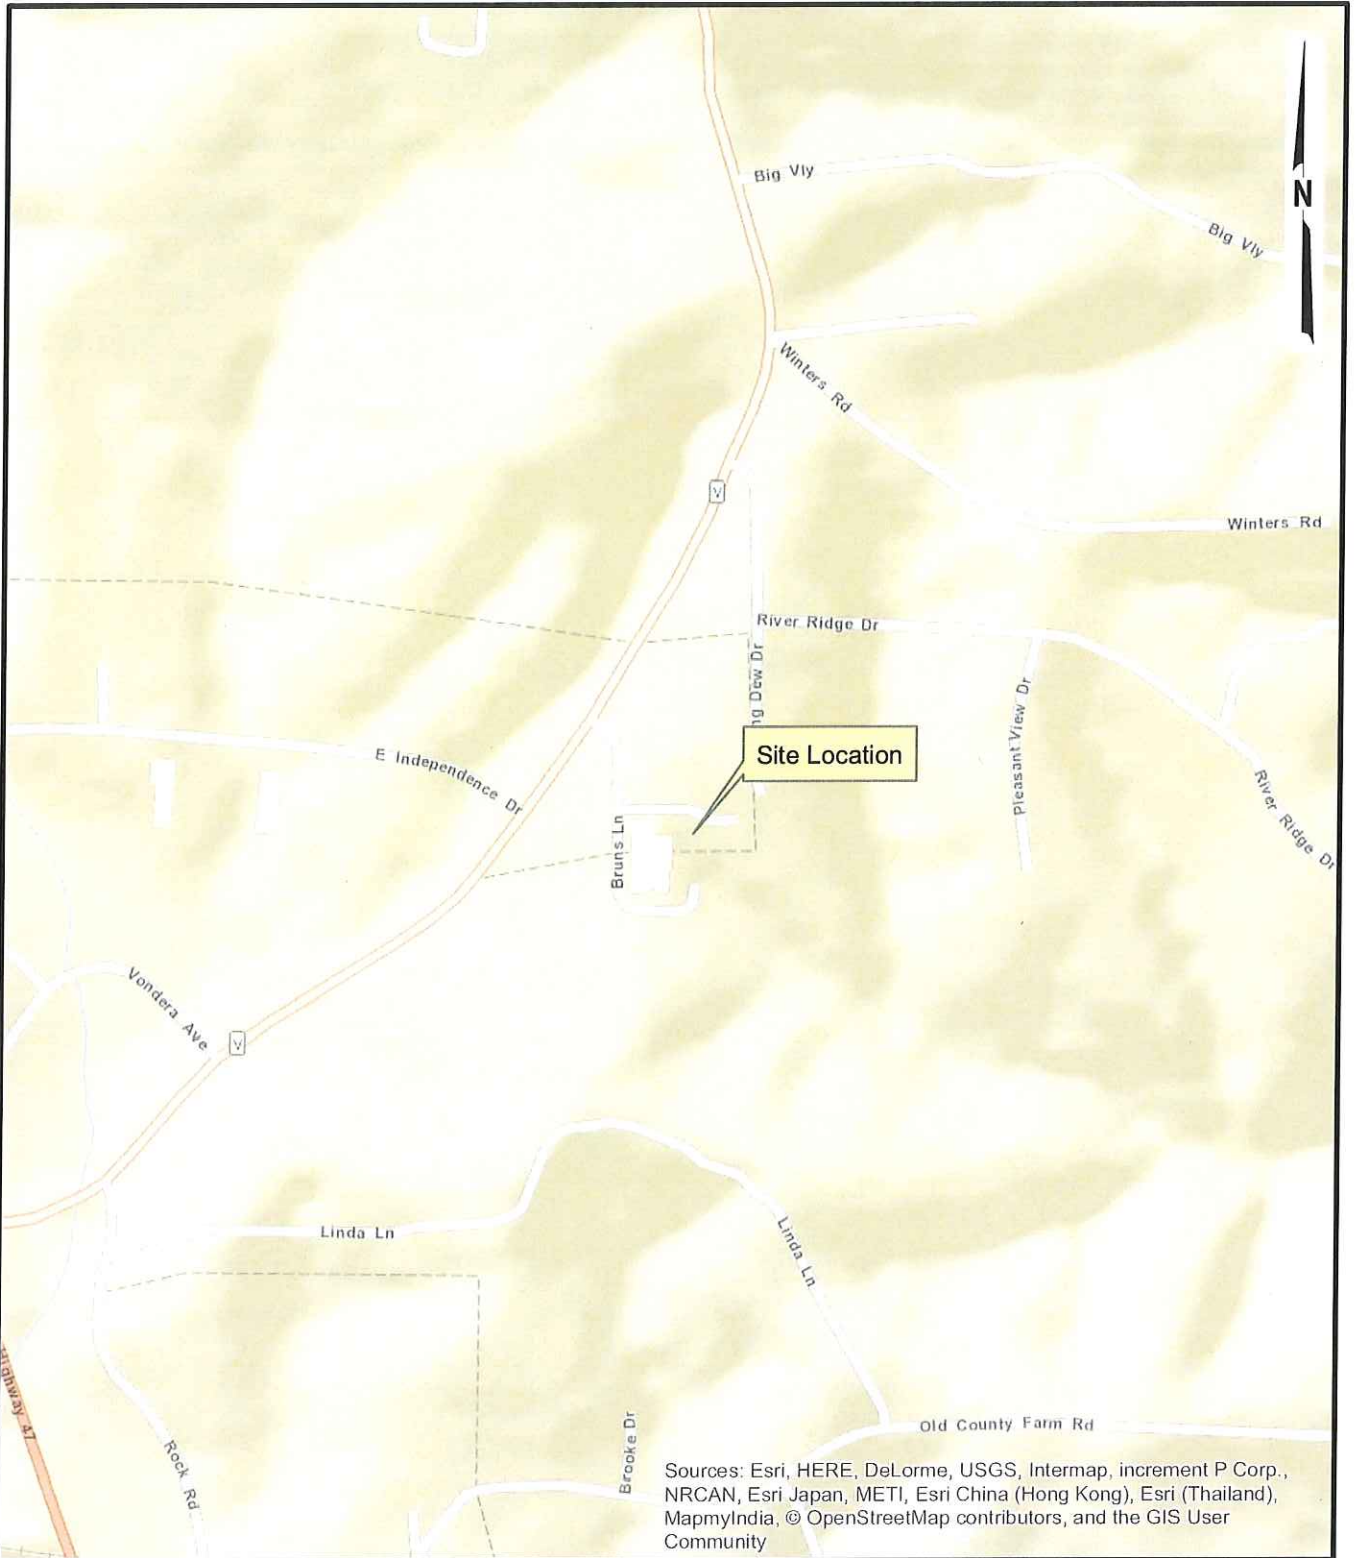 Big Vly
Big Vly
N
Winters Rd
V
Winters Rd
River Ridge Dr
ng Dew Dr
Pleasant View Dr
Site Location
E Independence Dr
River Ridge Dr
Bruns Ln
Vondera Ave
V
Linda Ln
Linda Ln
Highway 47
Rock Rd
Brooke Dr
Old County Farm Rd
Sources: Esri, HERE, DeLorme, USGS, Intermap, increment P Corp.,
NRCAN, Esri Japan, METI, Esri China (Hong Kong), Esri (Thailand),
MapmyIndia, © OpenStreetMap contributors, and the GIS User
Community